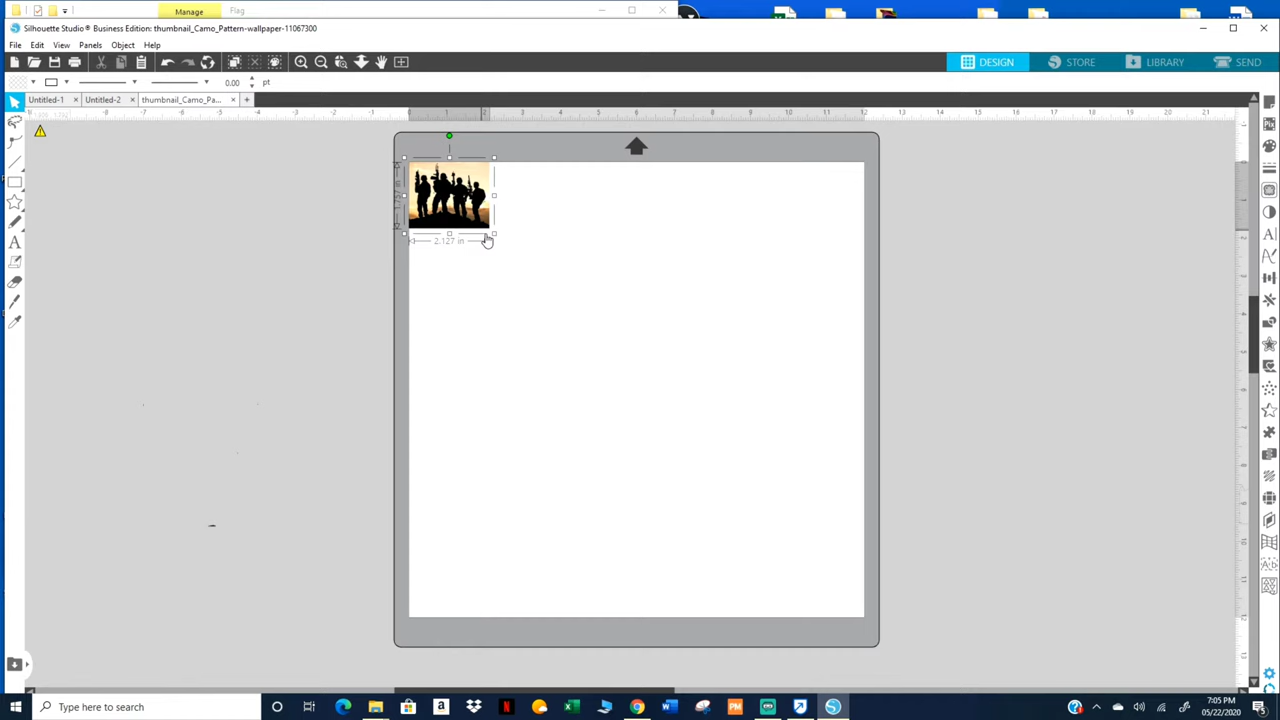 Manage
Flag
Silhouette Studio® Business Edition: thumbnail_Camo_Pattern-wallpaper-11067300
File Edit View Panels Object Help
DESIGN STORE LIBRARY SEND
0.00 pt
Untitled-1 Untitled-2 thumbnail_Camo_Pa...
2.127 in
Type here to search
7:05 PM
05/22/2020